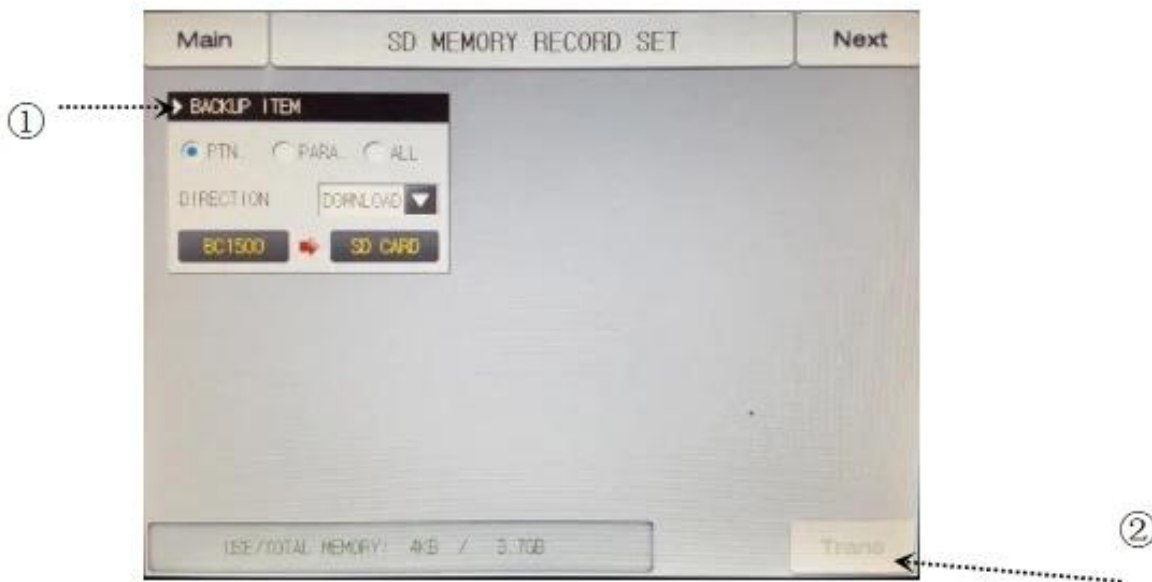 Main SD MEMORY RECORD SET Next
① BACKUP ITEM
PTN. PARA. ALL
DIRECTION DOWNLOAD
BC1500 SD CARD
USE/TOTAL MEMORY: 4KB / 3.7GB
Trans
②